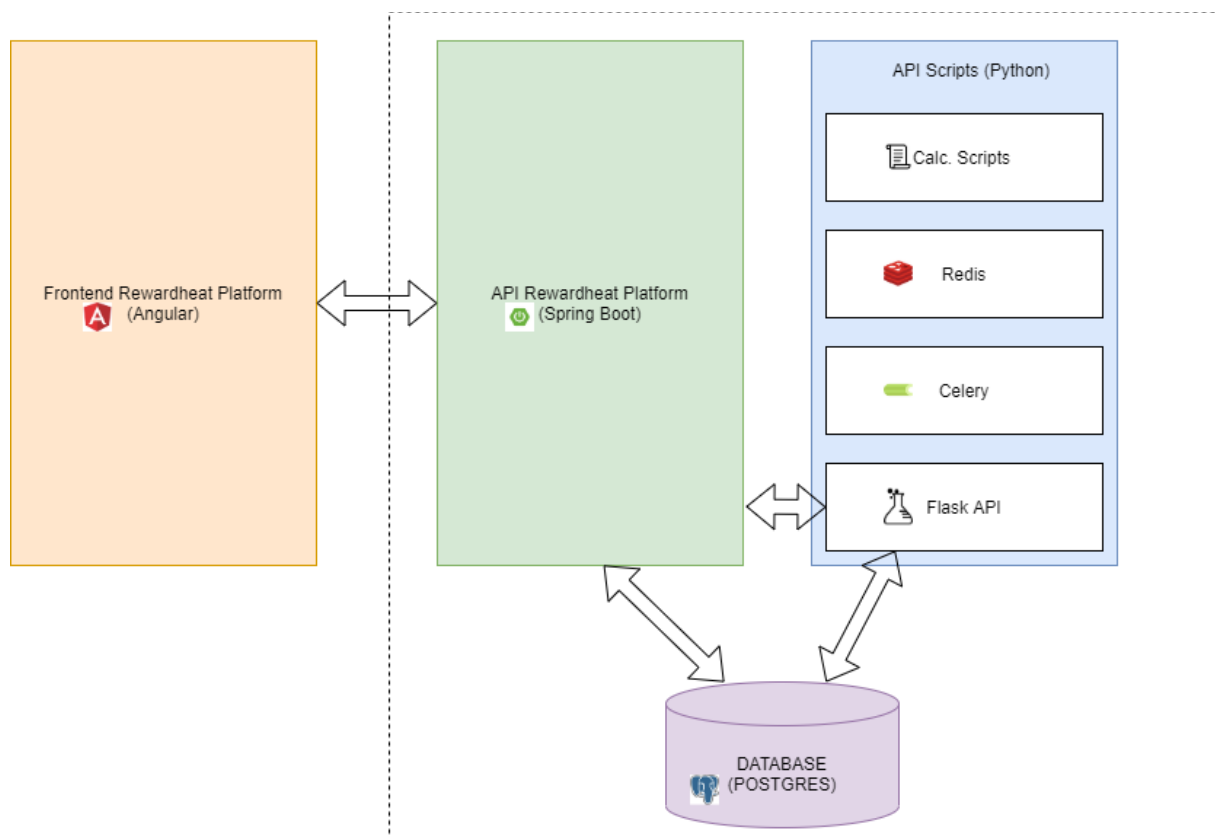 Frontend Rewardheat Platform
(Angular)
API Rewardheat Platform
(Spring Boot)
API Scripts (Python)
Calc. Scripts
Redis
Celery
Flask API
DATABASE
(POSTGRES)